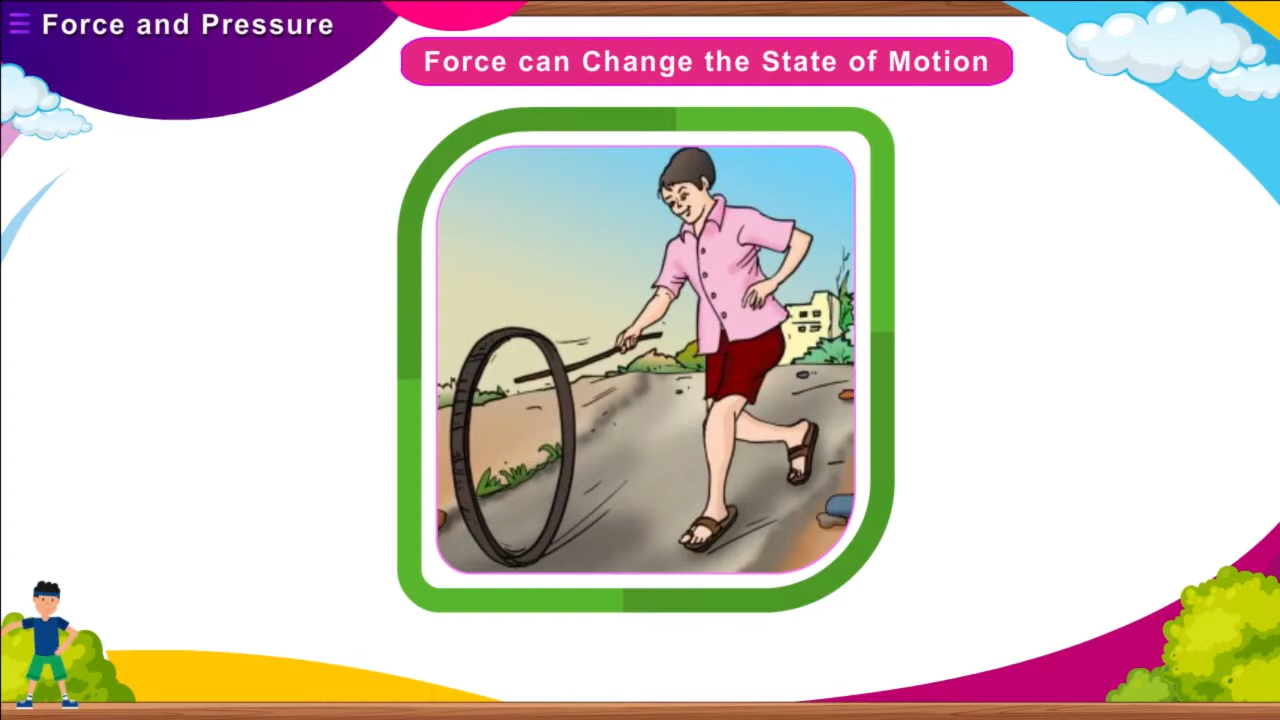 Force and Pressure
Force can Change the State of Motion